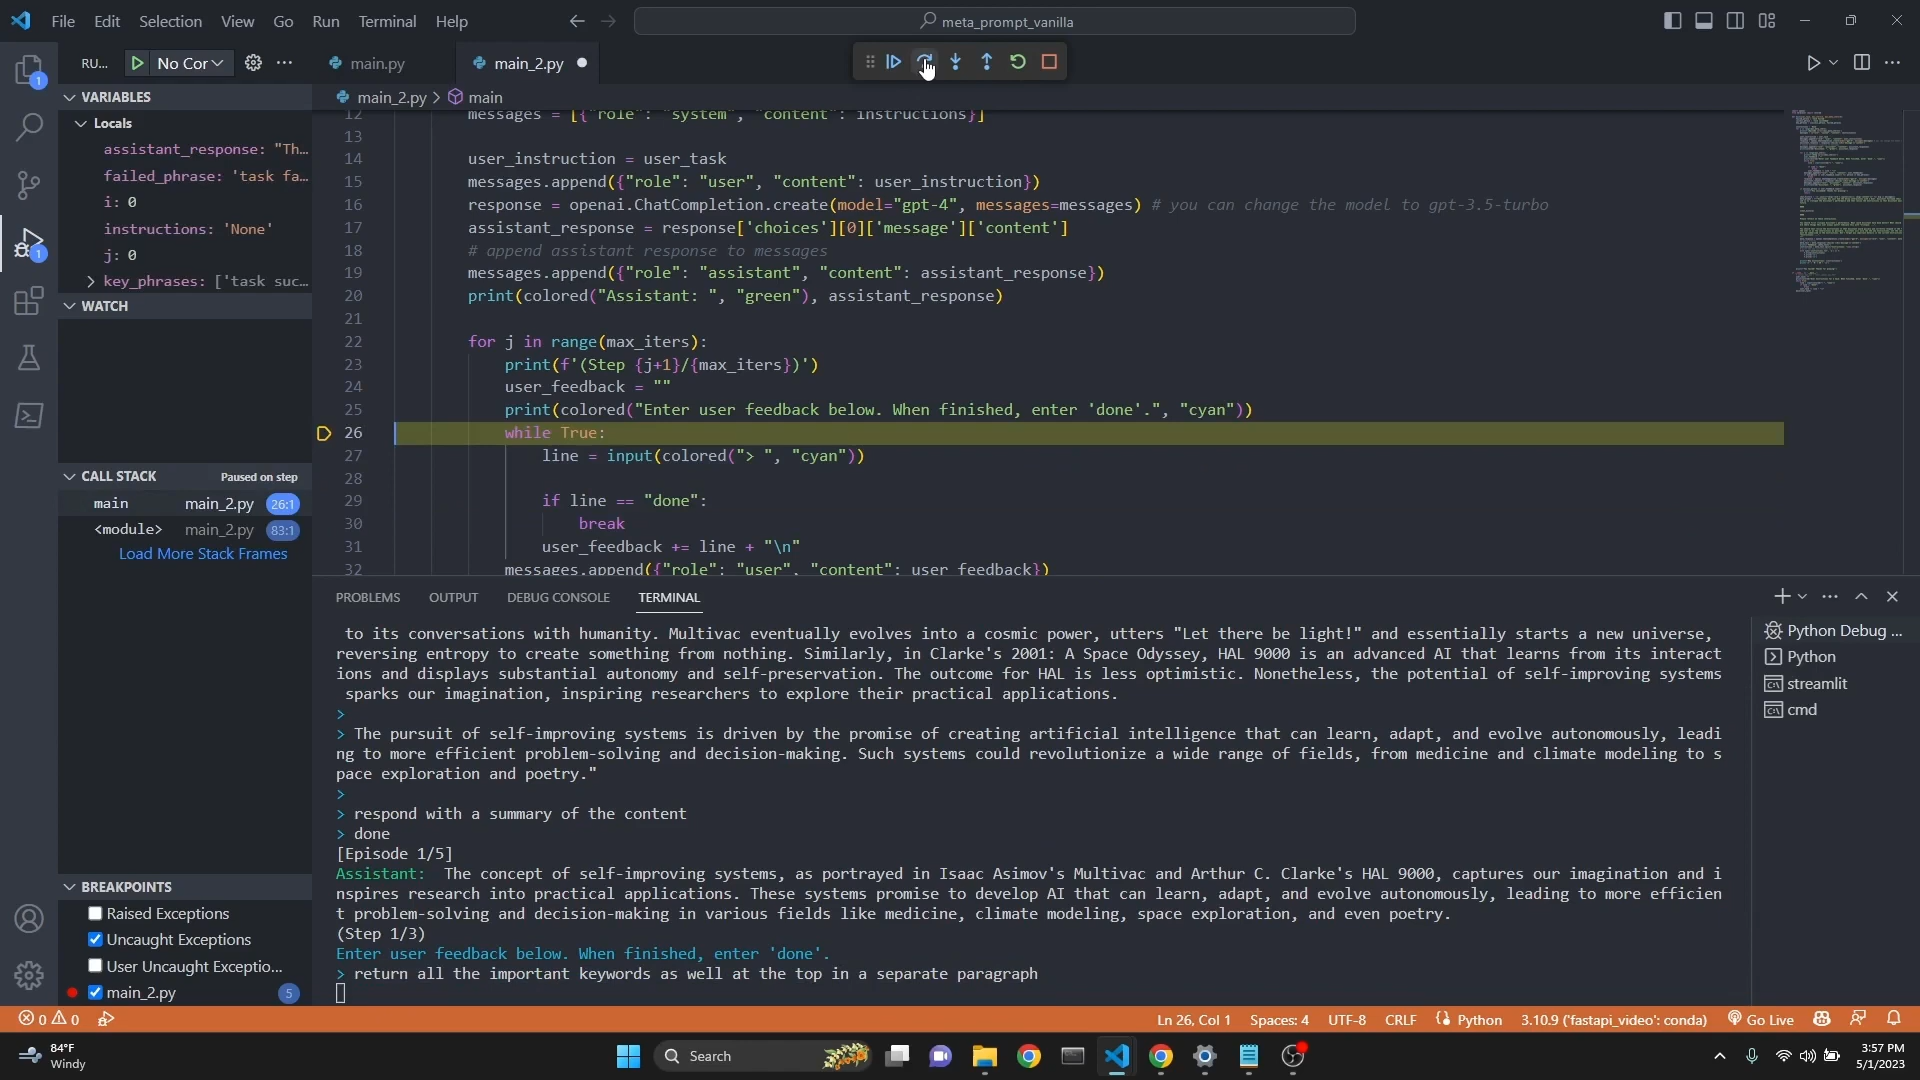 File Edit Selection View Go Run Terminal Help
meta_prompt_vanilla
RU...
No Cor
main.py
main_2.py
VARIABLES
Locals
assistant_response: "Th...
failed_phrase: 'task fa...
i: 0
instructions: 'None'
j: 0
key_phrases: ['task suc...
WATCH
CALL STACK Paused on step
main main_2.py 26:1
<module> main_2.py 83:1
Load More Stack Frames
BREAKPOINTS
Raised Exceptions
Uncaught Exceptions
User Uncaught Exceptio...
main_2.py 5
main_2.py > main
12 messages = [{"role": "system", "content": instructions}]
13
14 user_instruction = user_task
15 messages.append({"role": "user", "content": user_instruction})
16 response = openai.ChatCompletion.create(model="gpt-4", messages=messages) # you can change the model to gpt-3.5-turbo
17 assistant_response = response['choices'][0]['message']['content']
18 # append assistant response to messages
19 messages.append({"role": "assistant", "content": assistant_response})
20 print(colored("Assistant: ", "green"), assistant_response)
21
22 for j in range(max_iters):
23 print(f'(Step {j+1}/{max_iters})')
24 user_feedback = ""
25 print(colored("Enter user feedback below. When finished, enter 'done'.", "cyan"))
26 while True:
27 line = input(colored("> ", "cyan"))
28
29 if line == "done":
30 break
31 user_feedback += line + "\n"
32 messages.append({"role": "user", "content": user_feedback})
PROBLEMS OUTPUT DEBUG CONSOLE TERMINAL
to its conversations with humanity. Multivac eventually evolves into a cosmic power, utters "Let there be light!" and essentially starts a new universe,
reversing entropy to create something from nothing. Similarly, in Clarke's 2001: A Space Odyssey, HAL 9000 is an advanced AI that learns from its interact
ions and displays substantial autonomy and self-preservation. The outcome for HAL is less optimistic. Nonetheless, the potential of self-improving systems
sparks our imagination, inspiring researchers to explore their practical applications.
>
> The pursuit of self-improving systems is driven by the promise of creating artificial intelligence that can learn, adapt, and evolve autonomously, leadi
ng to more efficient problem-solving and decision-making. Such systems could revolutionize a wide range of fields, from medicine and climate modeling to s
pace exploration and poetry."
>
> respond with a summary of the content
> done
[Episode 1/5]
Assistant: The concept of self-improving systems, as portrayed in Isaac Asimov's Multivac and Arthur C. Clarke's HAL 9000, captures our imagination and i
nspires research into practical applications. These systems promise to develop AI that can learn, adapt, and evolve autonomously, leading to more efficien
t problem-solving and decision-making in various fields like medicine, climate modeling, space exploration, and even poetry.
(Step 1/3)
Enter user feedback below. When finished, enter 'done'.
> return all the important keywords as well at the top in a separate paragraph
Python Debug ...
Python
streamlit
cmd
0 0
Ln 26, Col 1 Spaces: 4 UTF-8 CRLF Python 3.10.9 ('fastapi_video': conda) Go Live
84°F
Windy
Search
3:57 PM
5/1/2023